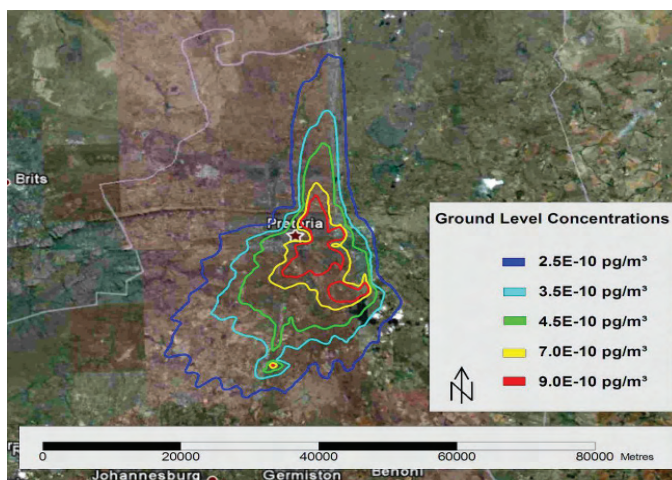 Brits
Pretoria
Ground Level Concentrations
2.5E-10 pg/m³
3.5E-10 pg/m³
4.5E-10 pg/m³
7.0E-10 pg/m³
9.0E-10 pg/m³
N
0 20000 40000 60000 80000 Metres
Johannesburg Germiston Benoni